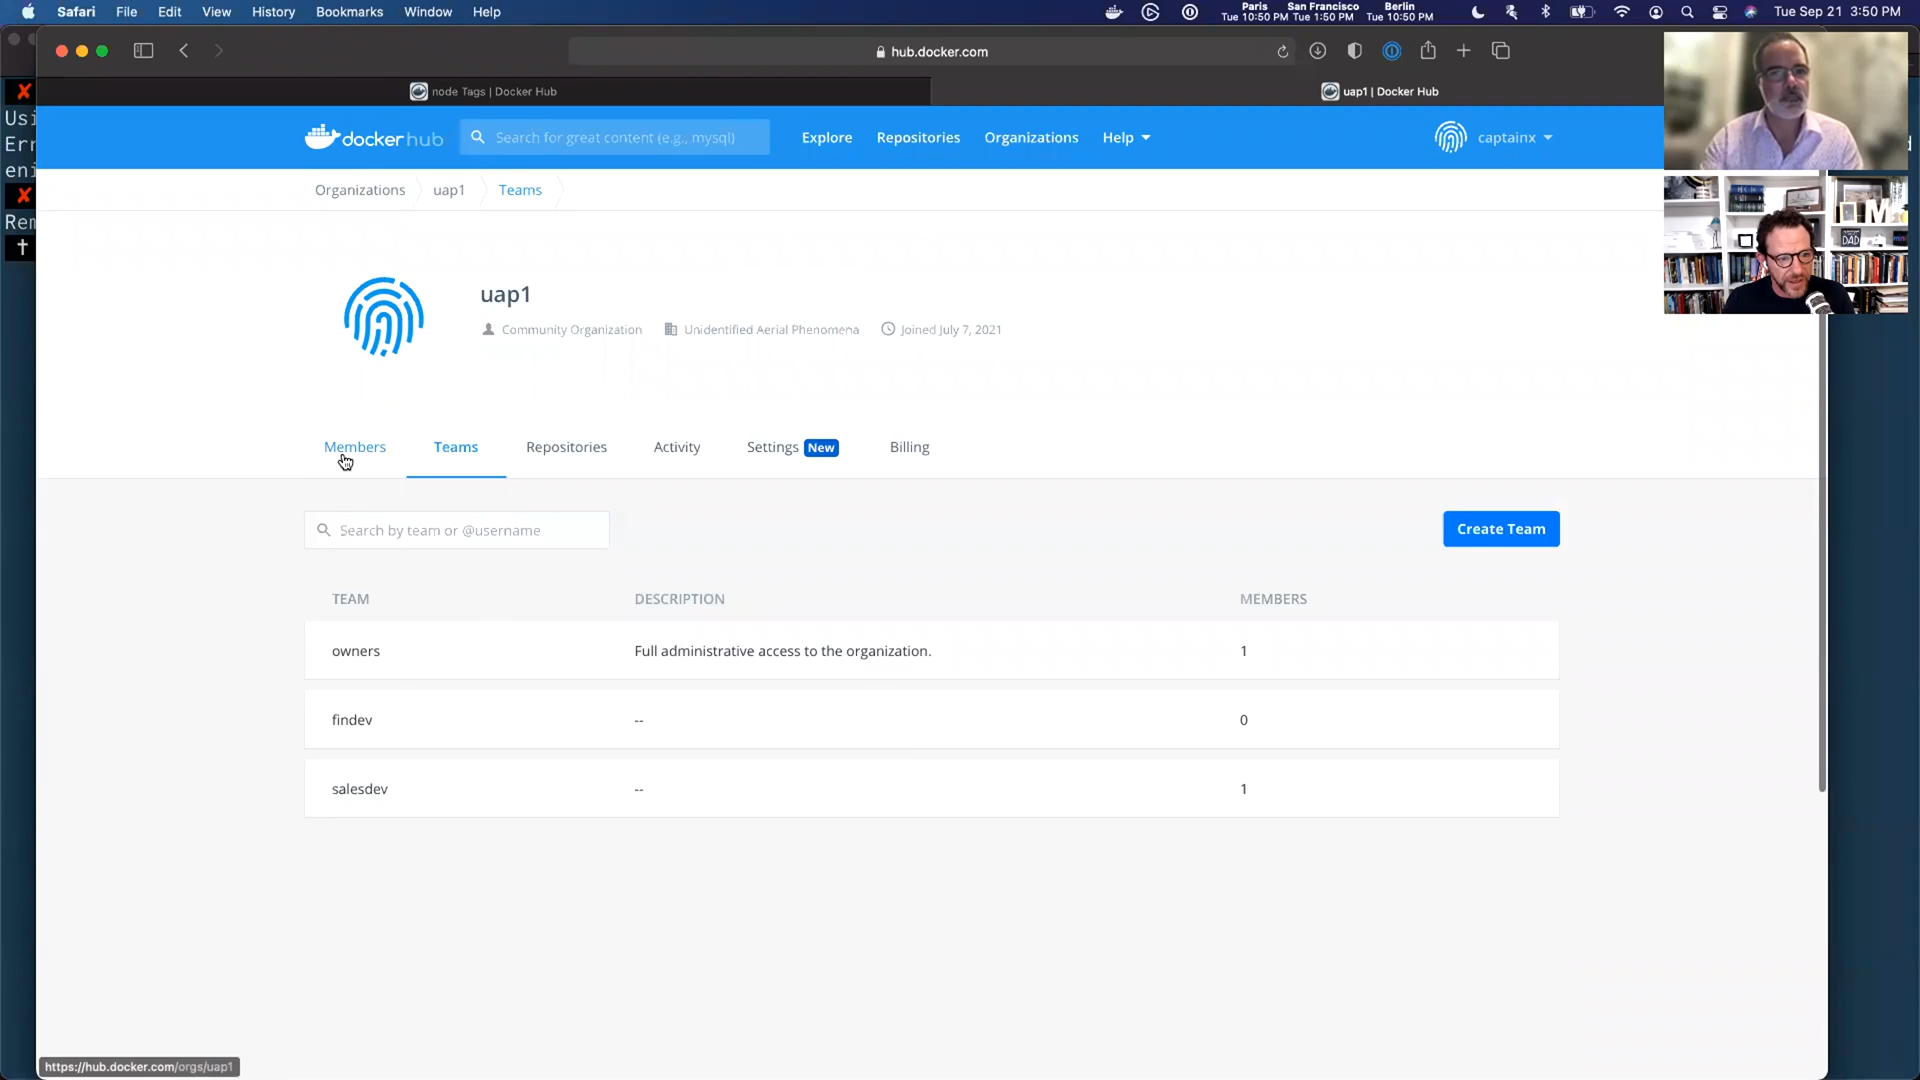 Safari File Edit View History Bookmarks Window Help
Paris San Francisco Berlin
Tue 10:50 PM Tue 1:50 PM Tue 10:50 PM
Tue Sep 21 3:50 PM
hub.docker.com
node Tags | Docker Hub
uap1 | Docker Hub
Usi
Err
eni
Rem
docker hub
Search for great content (e.g., mysql)
Explore Repositories Organizations Help
captainx
Organizations uap1 Teams
uap1
Community Organization Unidentified Aerial Phenomena Joined July 7, 2021
Members Teams Repositories Activity Settings New Billing
Search by team or @username
Create Team
TEAM DESCRIPTION MEMBERS
owners Full administrative access to the organization. 1
findev -- 0
salesdev -- 1
https://hub.docker.com/orgs/uap1
M
DAD